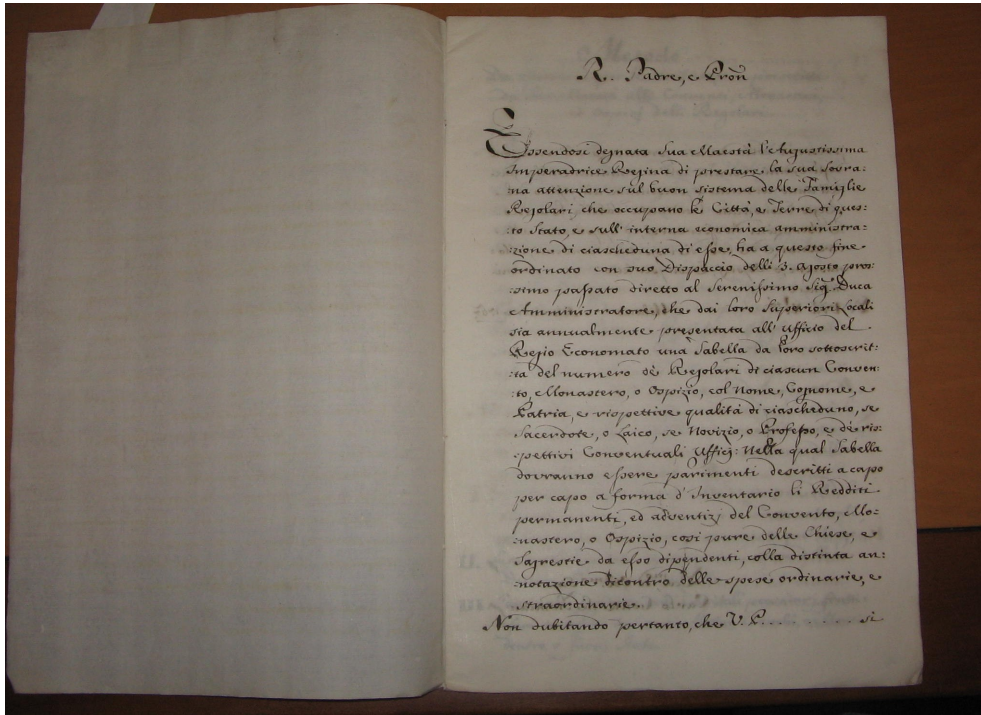 R. Padre, e Pron̄
Essendosi degnata Sua Maestà l'Augustissima
Imperadrice Regina di prestare la sua sovra:
:na attenzione sul buon sistema delle Famiglie
Regolari, che occupano le Città, e Terre di ques:
:to Stato, e sull' interna economica amministra:
:zione di ciascheduna di esse, ha a questo fine
ordinato con suo Dispaccio delli 3. Agosto pros:
:simo passato diretto al Serenissimo Sig.r Duca
Amministratore, che dai loro Superiori Locali
sia annualmente presentata all' Uffizio del
Regio Economato una Tabella da loro sottoscrit:
:ta del numero de' Regolari di ciascun Conven:
:to, Monastero, o Ospizio, col Nome, Cognome, e
Patria, e rispettive qualità di ciascheduno, se
Sacerdote, o Laico, se Novizio, o Professo, e de' ris:
:pettivi Conventuali Uffizj: Nella qual Tabella
dovranno essere parimenti descritti a capo
per capo a forma d' Inventario li Redditi
permanenti, ed adventizj del Convento, Mo:
:nastero, o Ospizio, così pure delle Chiese, e
Sagrestie da esso dipendenti, colla distinta an:
:notazione dicontro delle spese ordinarie, e
straordinarie.
Non dubitando pertanto, che V. P. . . . . . . . . . si